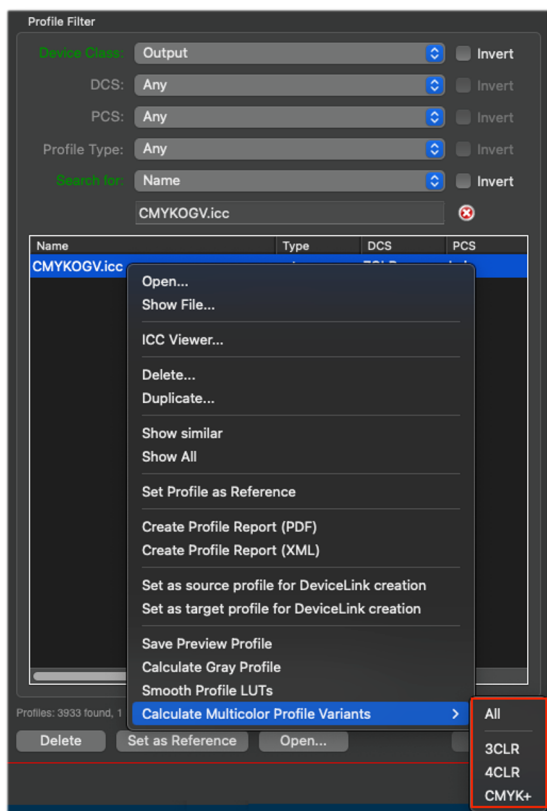 Profile Filter
Device Class: Output Invert
DCS: Any Invert
PCS: Any Invert
Profile Type: Any Invert
Search for: Name Invert
CMYKOGV.icc
Name Type DCS PCS
CMYKOGV.icc
Open...
Show File...
ICC Viewer...
Delete...
Duplicate...
Show similar
Show All
Set Profile as Reference
Create Profile Report (PDF)
Create Profile Report (XML)
Set as source profile for DeviceLink creation
Set as target profile for DeviceLink creation
Save Preview Profile
Calculate Gray Profile
Smooth Profile LUTs
Profiles: 3933 found, 1 Calculate Multicolor Profile Variants All
Delete Set as Reference Open...
3CLR
4CLR
CMYK+